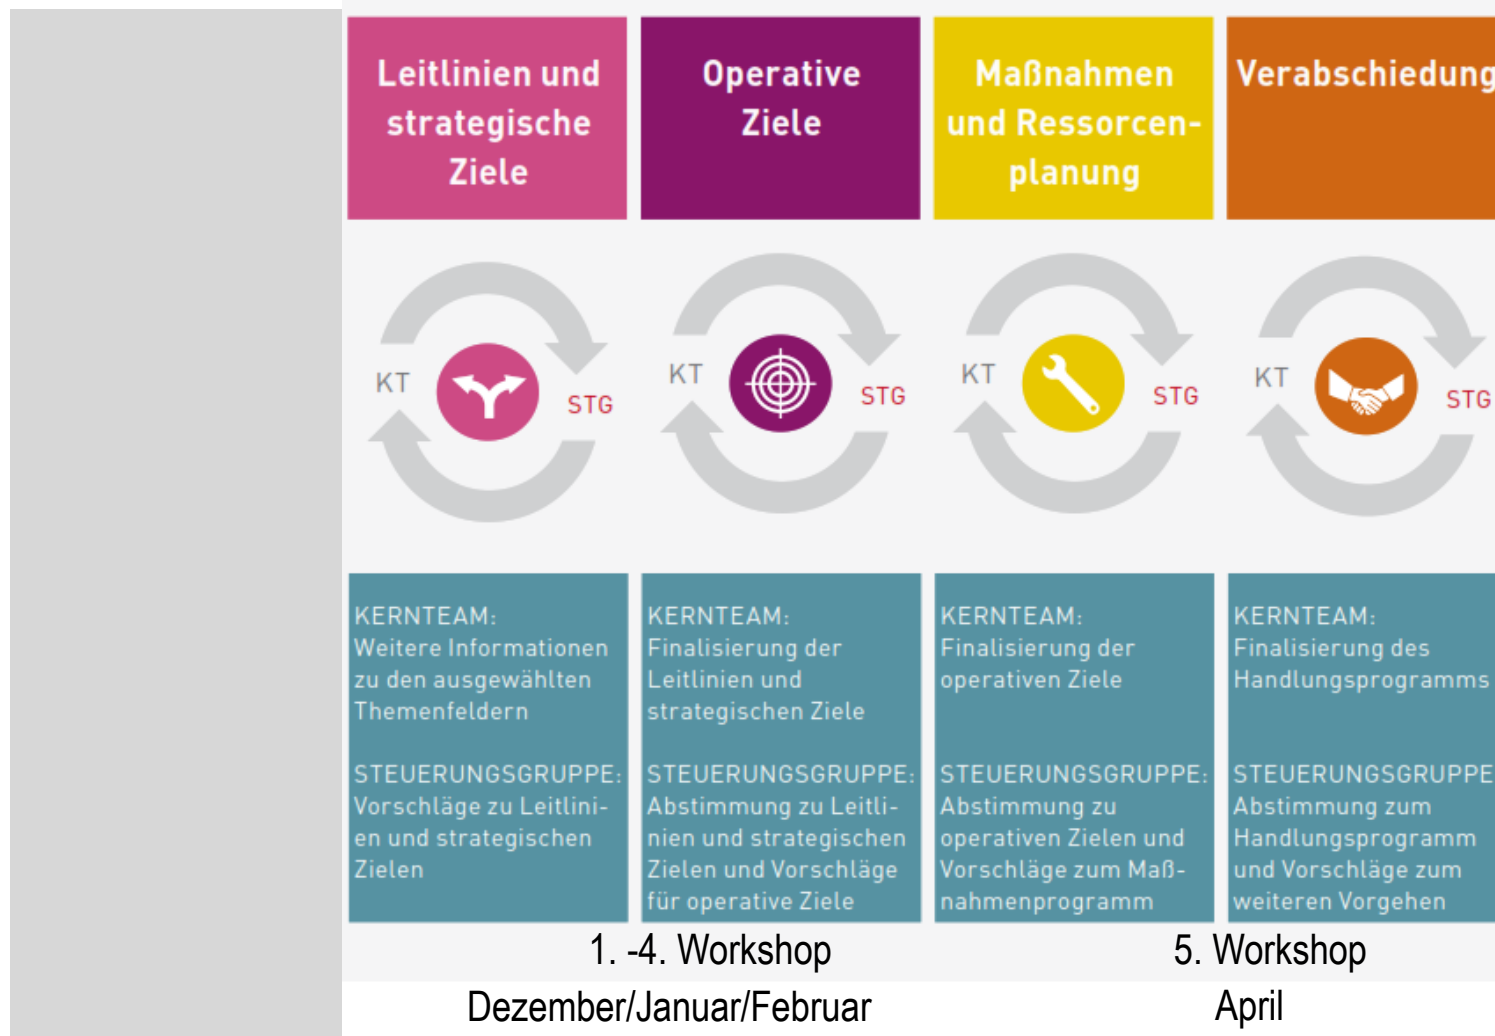 Leitlinien und
strategische
Ziele
Operative
Ziele
Maßnahmen
und Ressorcen-
planung
Verabschiedung
KT
STG
KT
STG
KT
STG
KT
STG
KERNTEAM:
Weitere Informationen
zu den ausgewählten
Themenfeldern
STEUERUNGSGRUPPE:
Vorschläge zu Leitlini-
en und strategischen
Zielen
KERNTEAM:
Finalisierung der
Leitlinien und
strategischen Ziele
STEUERUNGSGRUPPE:
Abstimmung zu Leitli-
nien und strategischen
Zielen und Vorschläge
für operative Ziele
KERNTEAM:
Finalisierung der
operativen Ziele
STEUERUNGSGRUPPE:
Abstimmung zu
operativen Zielen und
Vorschläge zum Maß-
nahmenprogramm
KERNTEAM:
Finalisierung des
Handlungsprogramms
STEUERUNGSGRUPPE
Abstimmung zum
Handlungsprogramm
und Vorschläge zum
weiteren Vorgehen
1. -4. Workshop
5. Workshop
Dezember/Januar/Februar
April